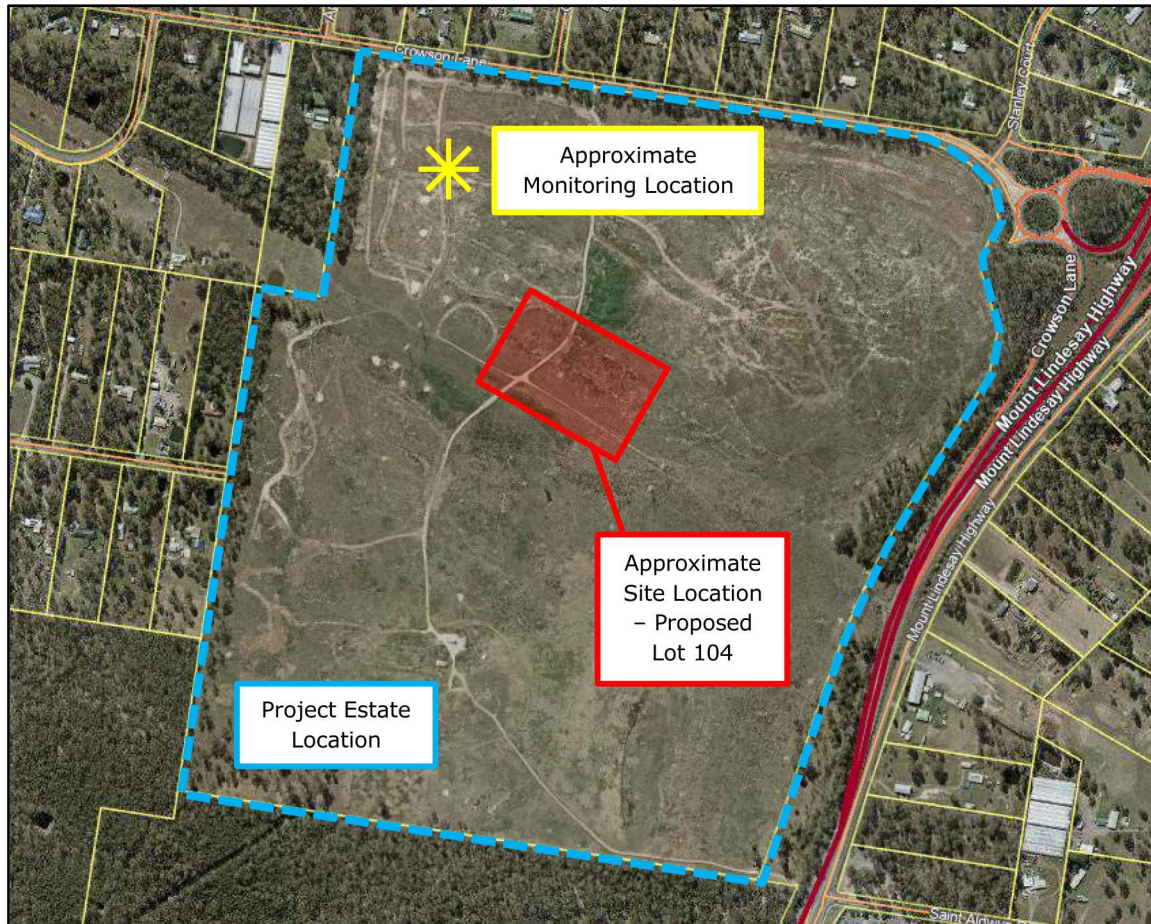 Crowson Lane
Stanley Court
Approximate
Monitoring Location
Crowson Lane
Mount Lindesay Highway
Mount Lindesay Highway
Mount Lindesay Highway
Approximate
Site Location
– Proposed
Lot 104
Project Estate
Location
Saint Aldwyn